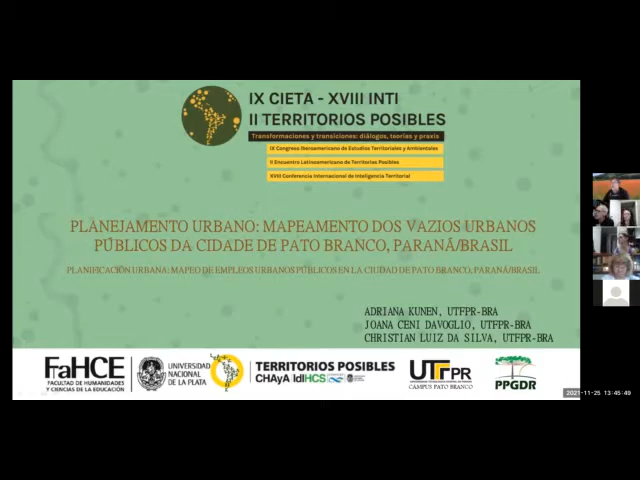 IX CIETA - XVIII INTI
II TERRITORIOS POSIBLES
Transformaciones y transiciones: diálogos, teorías y praxis
IX Congreso Iberoamericano de Estudios Territoriales y Ambientales
II Encuentro Latinoamericano de Territorios Posibles
XVIII Conferencia Internacional de Inteligencia Territorial
PLANEJAMENTO URBANO: MAPEAMENTO DOS VAZIOS URBANOS
PÚBLICOS DA CIDADE DE PATO BRANCO, PARANÁ/BRASIL
PLANIFICACIÓN URBANA: MAPEO DE EMPLEOS URBANOS PÚBLICOS EN LA CIUDAD DE PATO BRANCO, PARANÁ/BRASIL
ADRIANA KUNEN, UTFPR-BRA
JOANA CENI DAVOGLIO, UTFPR-BRA
CHRISTIAN LUIZ DA SILVA, UTFPR-BRA
FaHCE
FACULTAD DE HUMANIDADES
Y CIENCIAS DE LA EDUCACIÓN
UNIVERSIDAD
NACIONAL
DE LA PLATA
TERRITORIOS POSIBLES
CHAyA IdIHCS
UTFPR
CAMPUS PATO BRANCO
PPGDR
2021-11-25 13:45:49